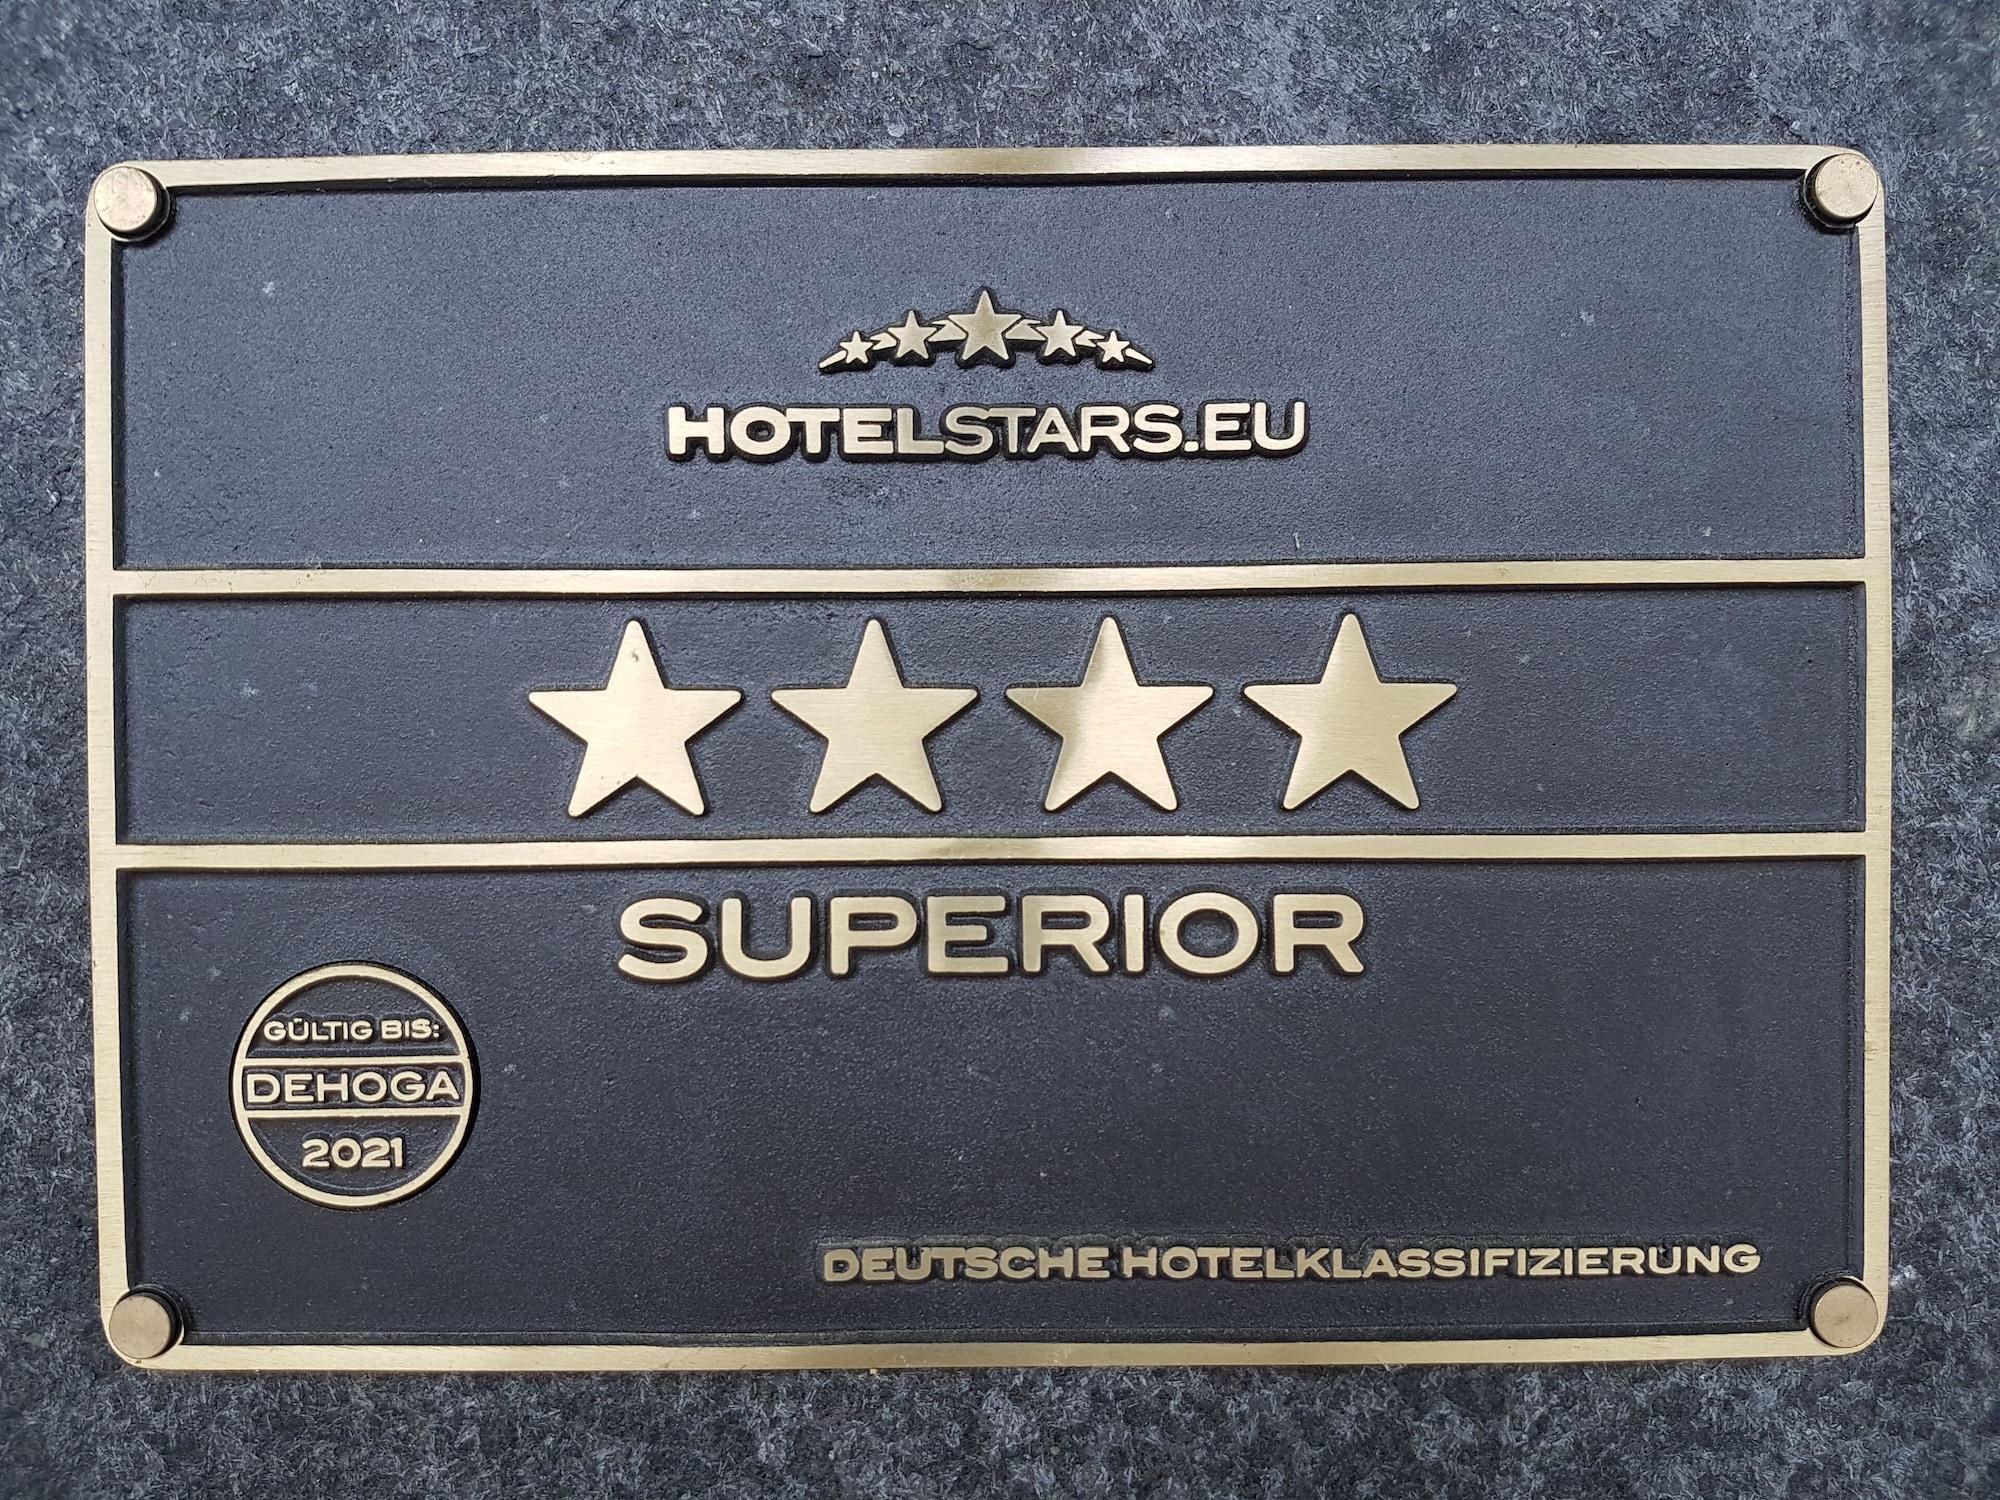 HOTELSTARS.EU
SUPERIOR
GÜLTIG BIS:
DEHOGA
2021
DEUTSCHE HOTELKLASSIFIZIERUNG